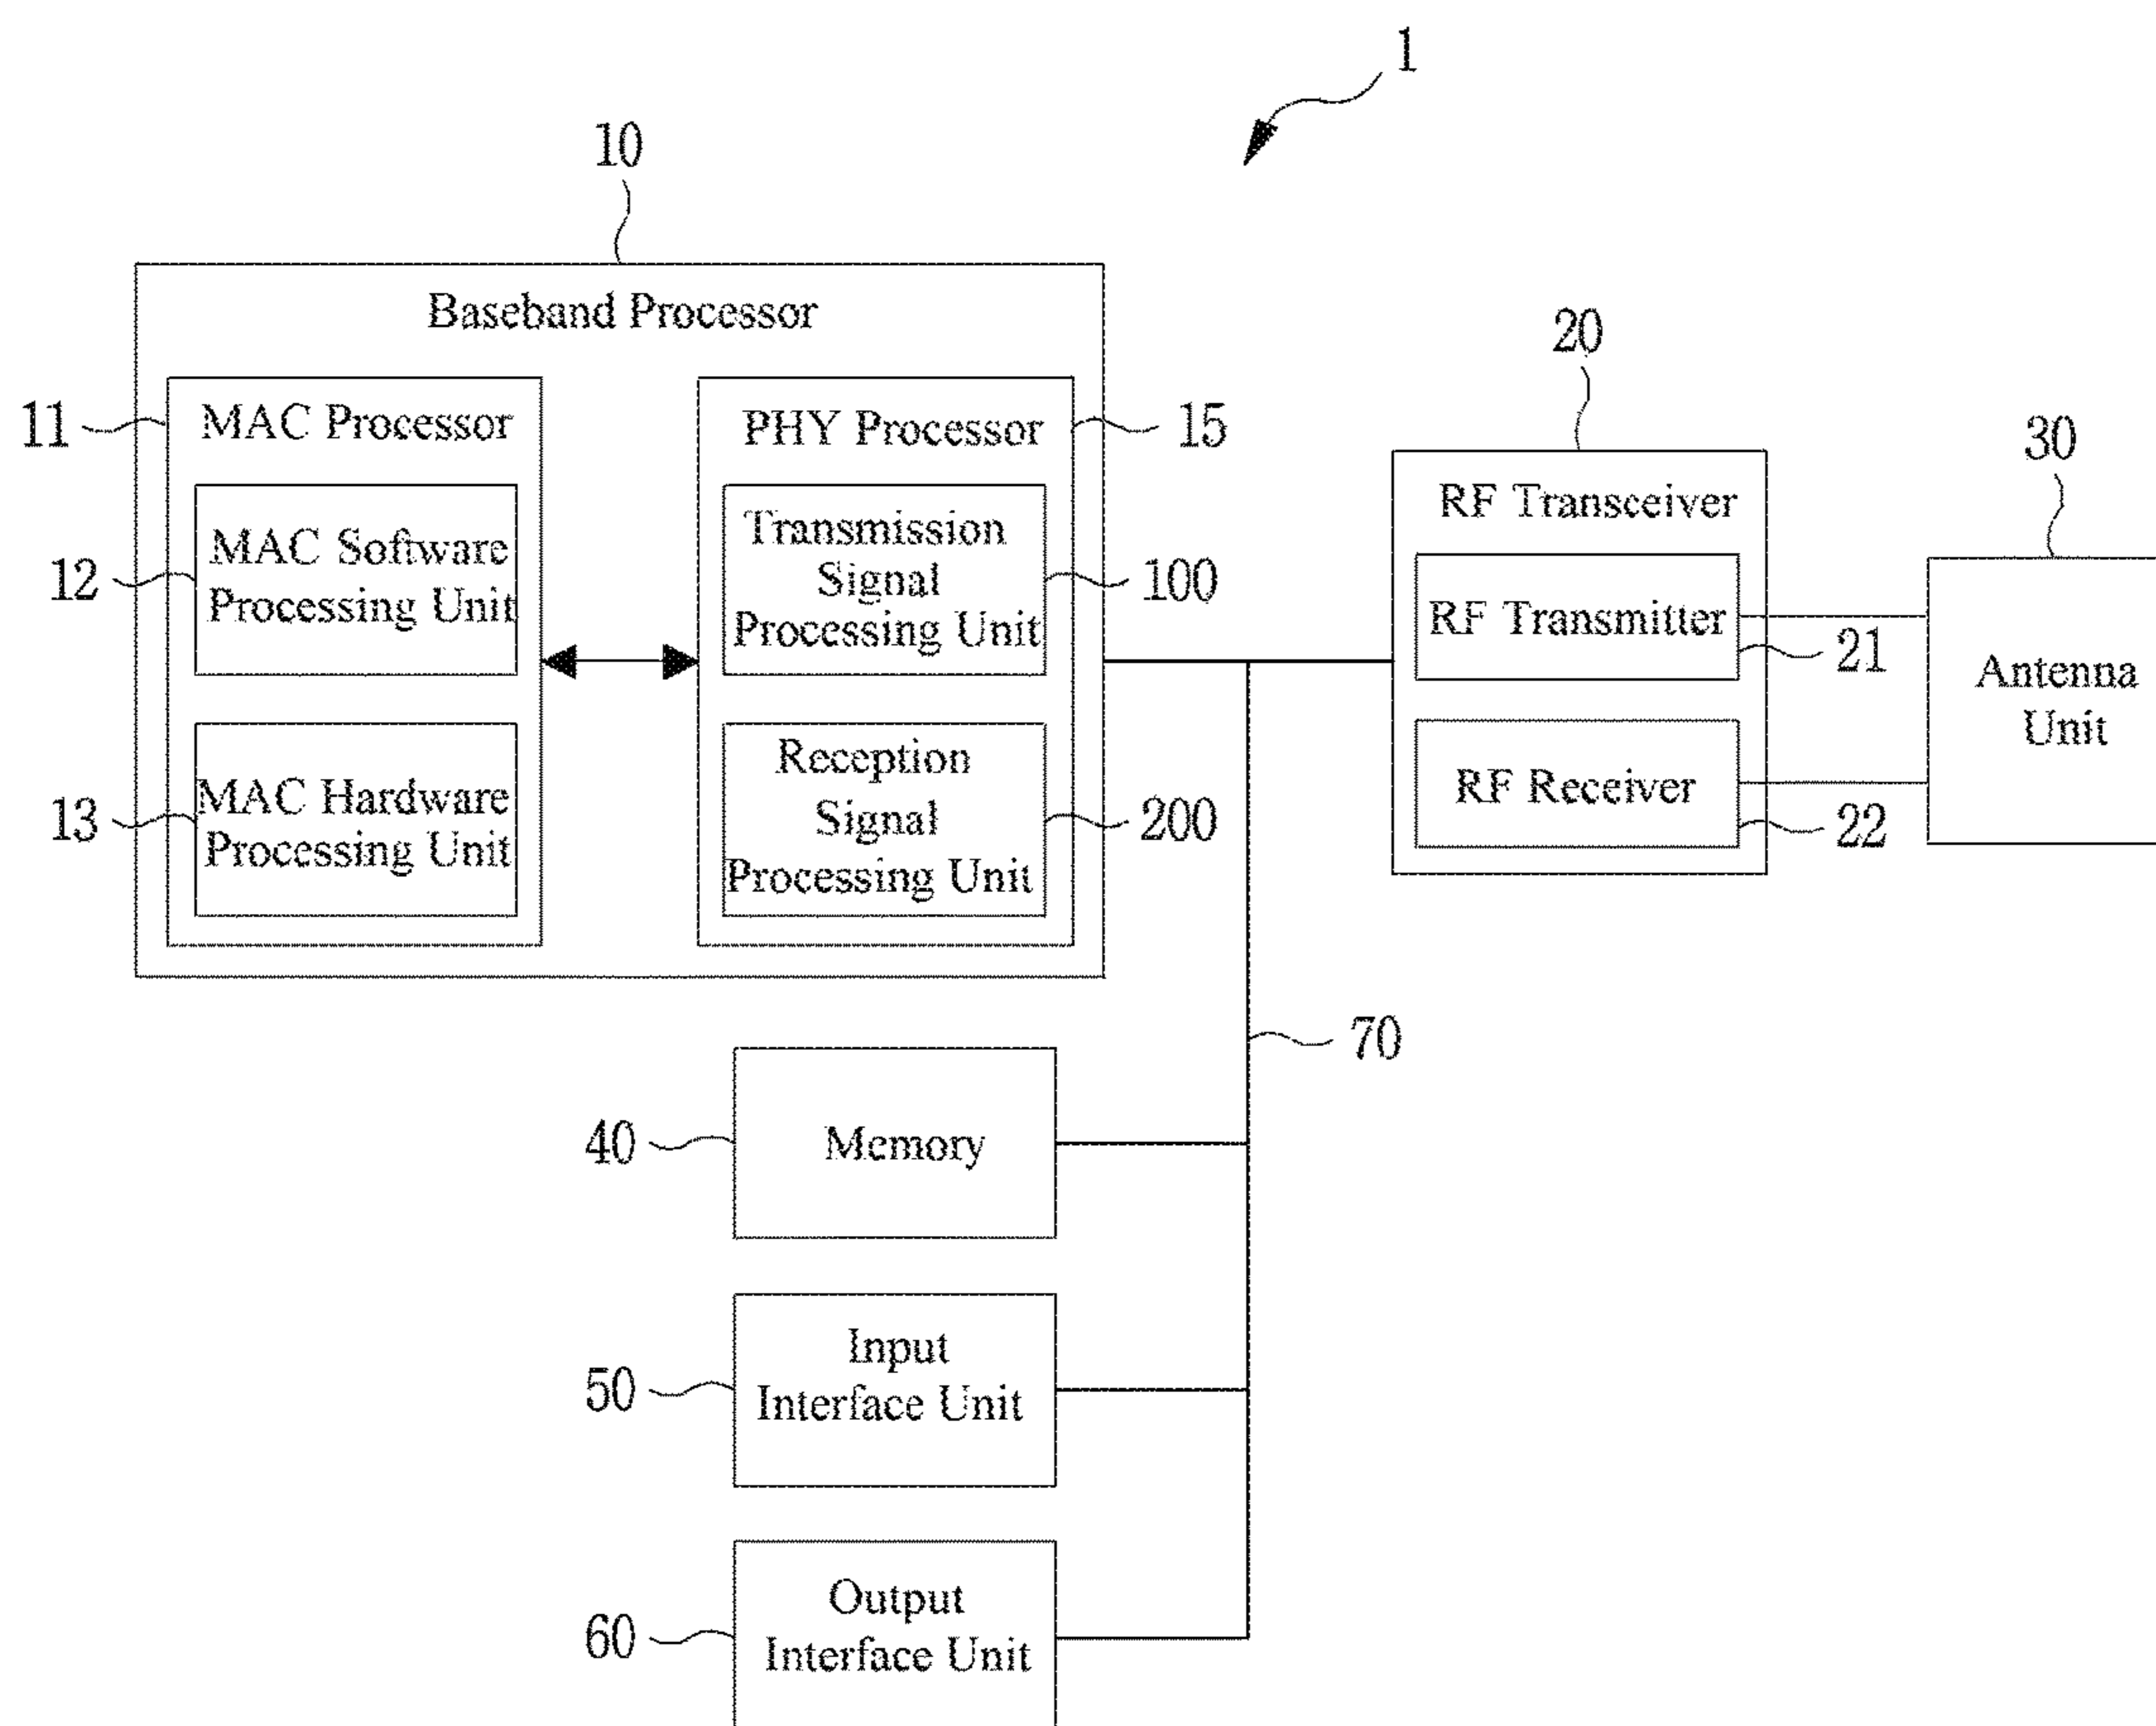 1
10
Baseband Processor
11
MAC Processor
12
MAC Software
Processing Unit
13
MAC Hardware
Processing Unit
PHY Processor
15
Transmission
Signal
Processing Unit
100
Reception
Signal
Processing Unit
200
20
RF Transceiver
RF Transmitter
21
RF Receiver
22
30
Antenna
Unit
70
40
Memory
50
Input
Interface Unit
60
Output
Interface Unit